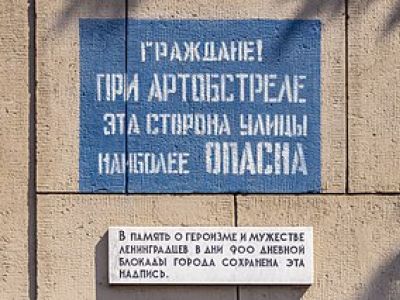 ГРАЖДАНЕ!
ПРИ АРТОБСТРЕЛЕ
ЭТА СТОРОНА УЛИЦЫ
НАИБОЛЕЕ ОПАСНА
В ПАМЯТЬ О ГЕРОИЗМЕ И МУЖЕСТВЕ
ЛЕНИНГРАДЦЕВ В ДНИ 900 ДНЕВНОЙ
БЛОКАДЫ ГОРОДА СОХРАНЕНА ЭТА
НАДПИСЬ.